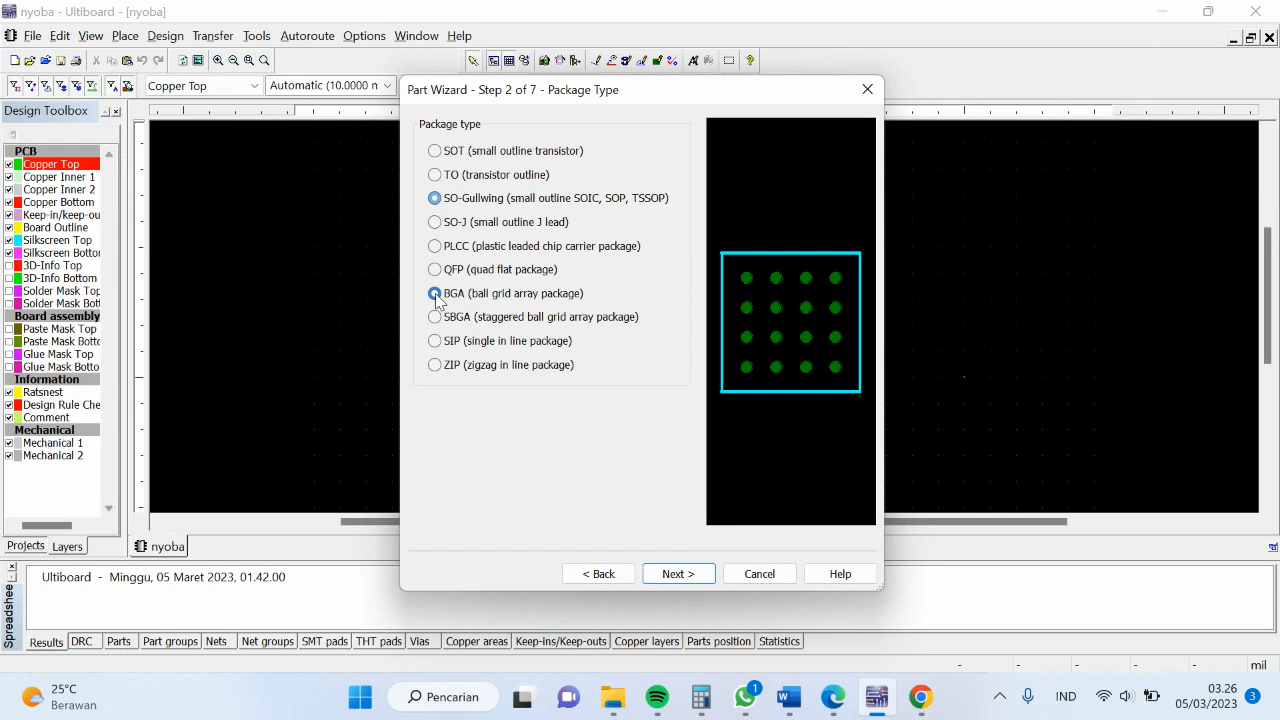 nyoba - Ultiboard - [nyoba]
File Edit View Place Design Transfer Tools Autoroute Options Window Help
Copper Top Automatic (10.0000 n
Design Toolbox
PCB
Copper Top
Copper Inner 1
Copper Inner 2
Copper Bottom
Keep-in/keep-ou
Board Outline
Silkscreen Top
Silkscreen Botto
3D-Info Top
3D-Info Bottom
Solder Mask Top
Solder Mask Bott
Board assembly
Paste Mask Top
Paste Mask Bott
Glue Mask Top
Glue Mask Bott
Information
Ratsnest
Design Rule Che
Comment
Mechanical
Mechanical 1
Mechanical 2
Projects Layers
nyoba
Part Wizard - Step 2 of 7 - Package Type
Package type
SOT (small outline transistor)
TO (transistor outline)
SO-Gullwing (small outline SOIC, SOP, TSSOP)
SO-J (small outline J lead)
PLCC (plastic leaded chip carrier package)
QFP (quad flat package)
BGA (ball grid array package)
SBGA (staggered ball grid array package)
SIP (single in line package)
ZIP (zigzag in line package)
< Back Next > Cancel Help
Spreadshee
Ultiboard - Minggu, 05 Maret 2023, 01.42.00
Results DRC Parts Part groups Nets Net groups SMT pads THT pads Vias Copper areas Keep-Ins/Keep-outs Copper layers Parts position Statistics
- - - - - mil
25°C
Berawan
Pencarian
1
IND
03.26
05/03/2023
3